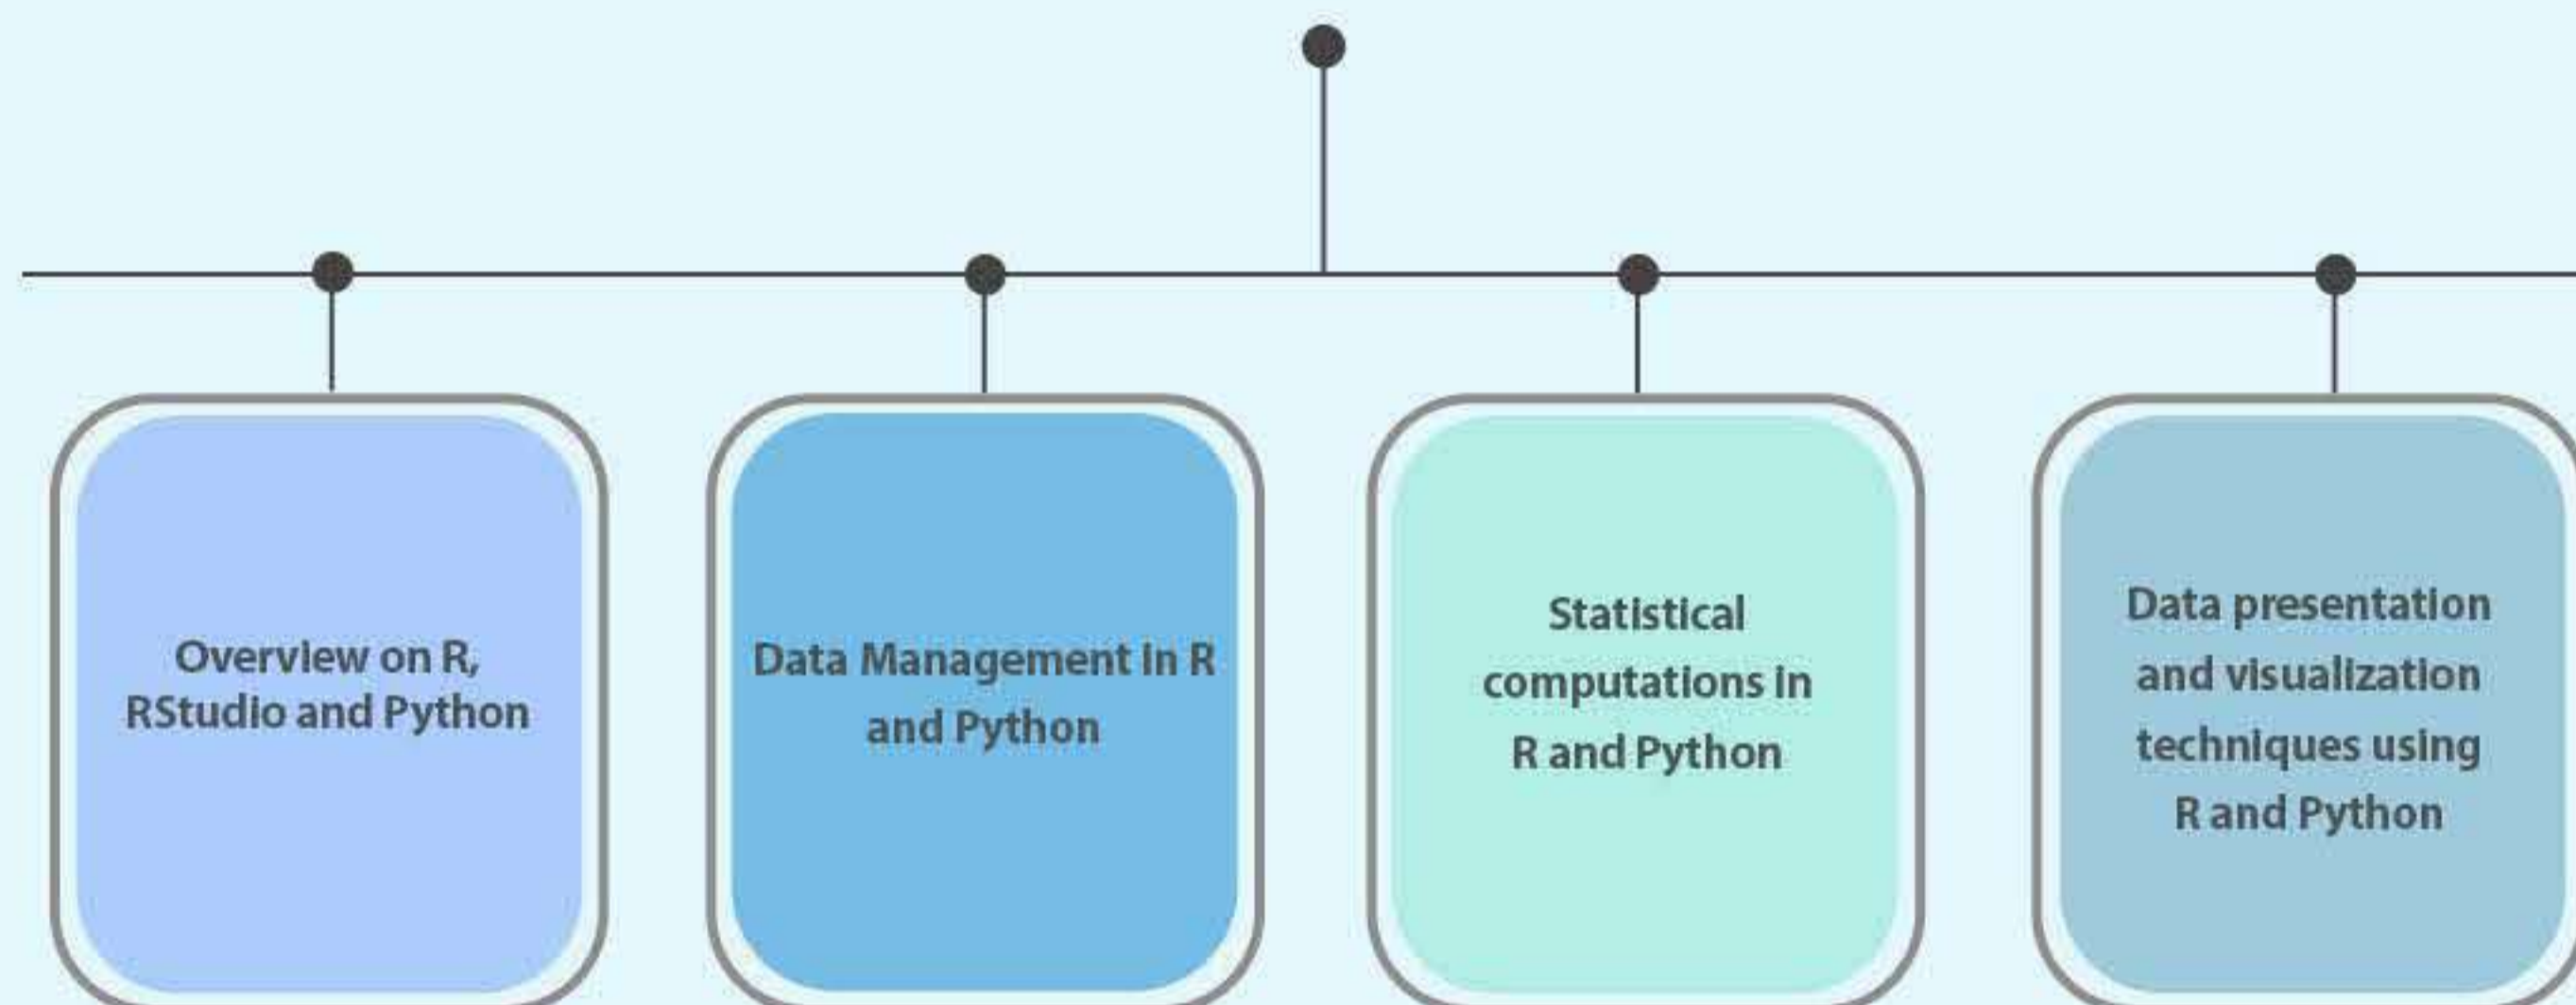 Overview on R,
RStudio and Python
Data Management in R
and Python
Statistical
computations in
R and Python
Data presentation
and visualization
techniques using
R and Python